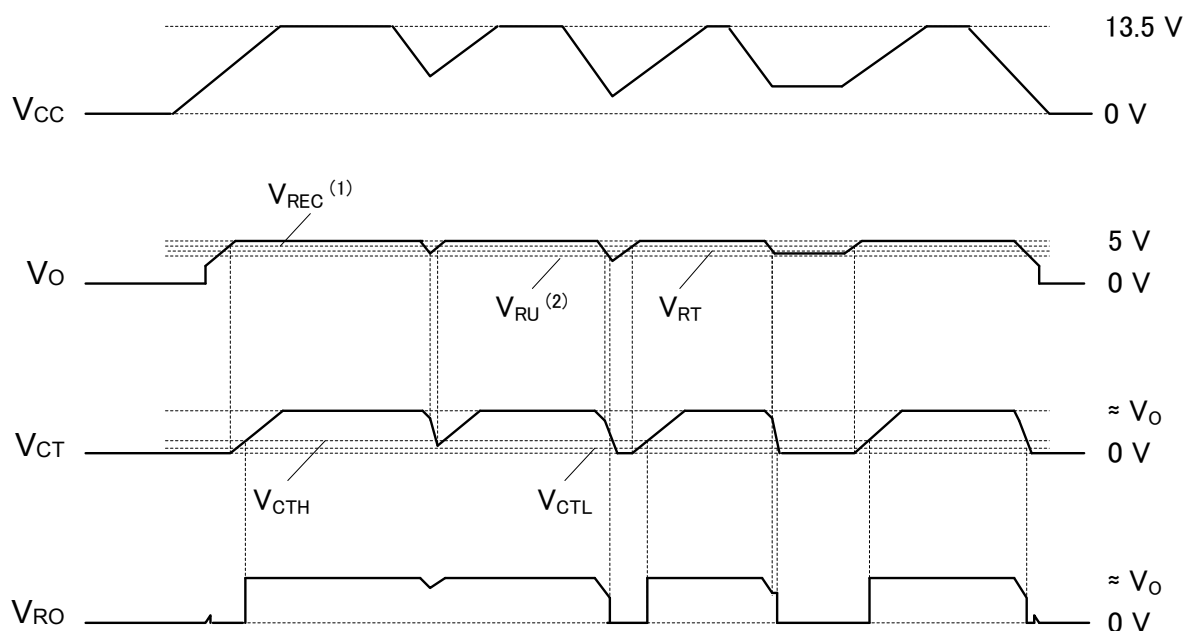 13.5 V
VCC
0 V
VREC (1)
5 V
VO
0 V
VRU (2)
VRT
≈ VO
VCT
0 V
VCTH
VCTL
≈ VO
VRO
0 V